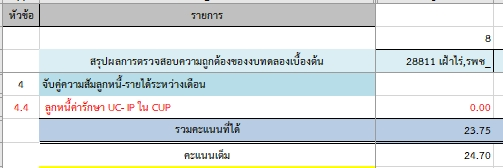 หัวข้อ รายการ
8
สรุปผลการตรวจสอบความถูกต้องของงบทดลองเบื้องต้น 28811 เฝ้าไร่,รพช_
4 จับคู่ความสัมลูกหนี้-รายได้ระหว่างเดือน
4.4 ลูกหนี้ค่ารักษา UC- IP ใน CUP 0.00
รวมคะแนนที่ได้ 23.75
คะแนนเต็ม 24.70